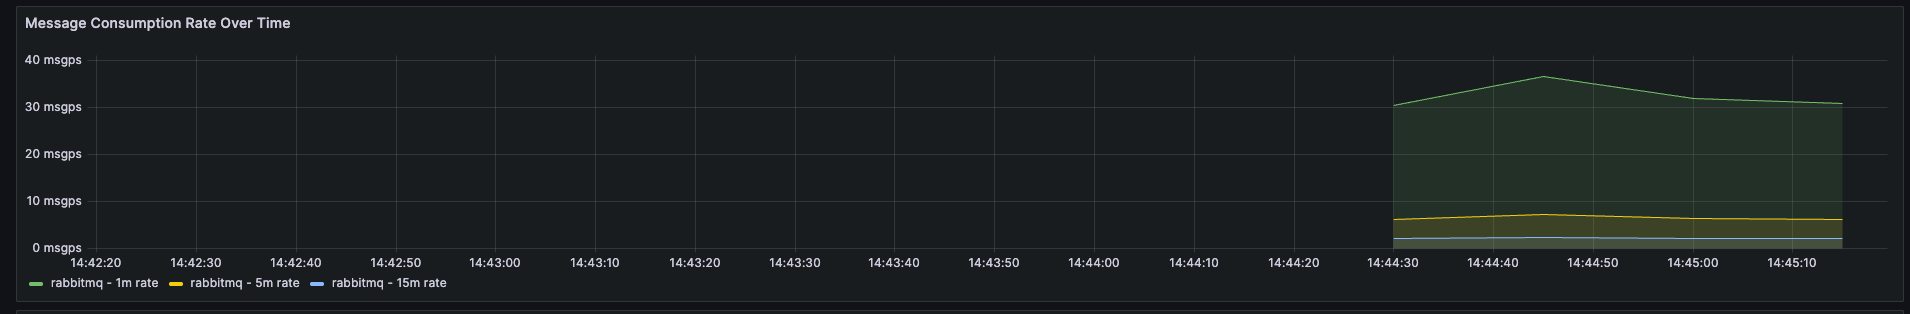 Message Consumption Rate Over Time
40 msgps
30 msgps
20 msgps
10 msgps
0 msgps
14:42:20 14:42:30 14:42:40 14:42:50 14:43:00 14:43:10 14:43:20 14:43:30 14:43:40 14:43:50 14:44:00 14:44:10 14:44:20 14:44:30 14:44:40 14:44:50 14:45:00 14:45:10
rabbitmq - 1m rate rabbitmq - 5m rate rabbitmq - 15m rate